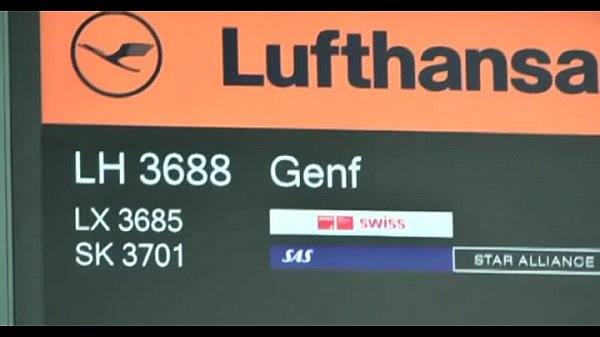 Lufthansa
LH 3688 Genf
LX 3685 swiss
SK 3701 SAS STAR ALLIANCE